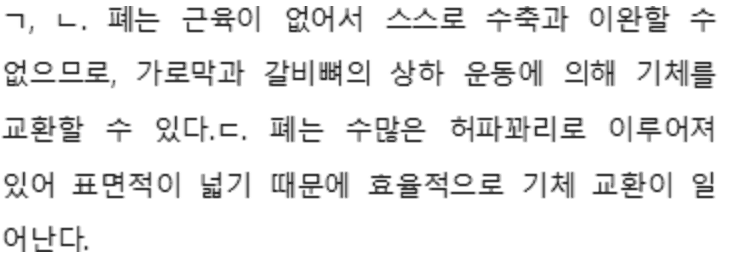 ㄱ, ㄴ. 폐는 근육이 없어서 스스로 수축과 이완할 수
없으므로, 가로막과 갈비뼈의 상하 운동에 의해 기체를
교환할 수 있다.ㄷ. 폐는 수많은 허파꽈리로 이루어져
있어 표면적이 넓기 때문에 효율적으로 기체 교환이 일
어난다.